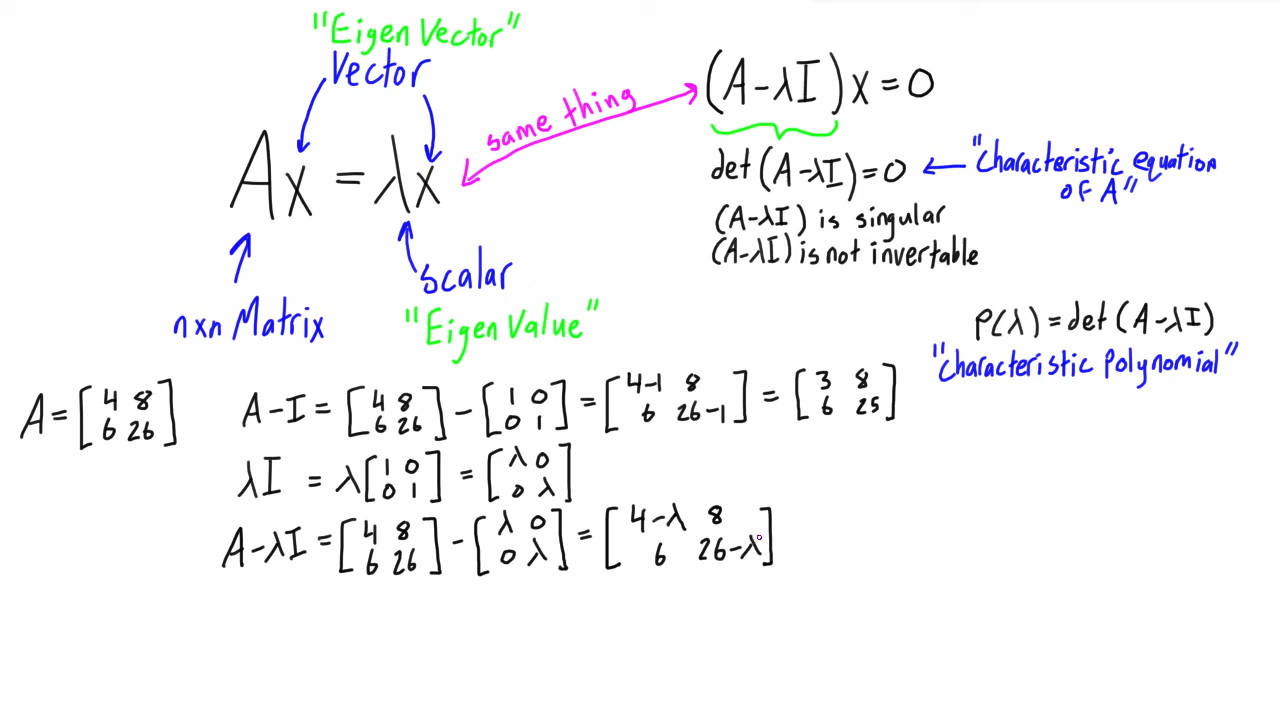 "Eigen Vector"
Vector
Ax = λx
same thing
nxn Matrix
scalar
"Eigen Value"
(A-λI)x = 0
det(A-λI)=0
"characteristic equation
OF A"
(A-λI) is singular
(A-λI) is not invertable
P(λ) = det(A-λI)
"characteristic Polynomial"
A = [4 8
6 26]
A-I = [4 8 ; 6 26] - [1 0 ; 0 1] = [4-1 8 ; 6 26-1] = [3 8 ; 6 25]
λI = λ[1 0 ; 0 1] = [λ 0 ; 0 λ]
A-λI = [4 8 ; 6 26] - [λ 0 ; 0 λ] = [4-λ 8 ; 6 26-λ]